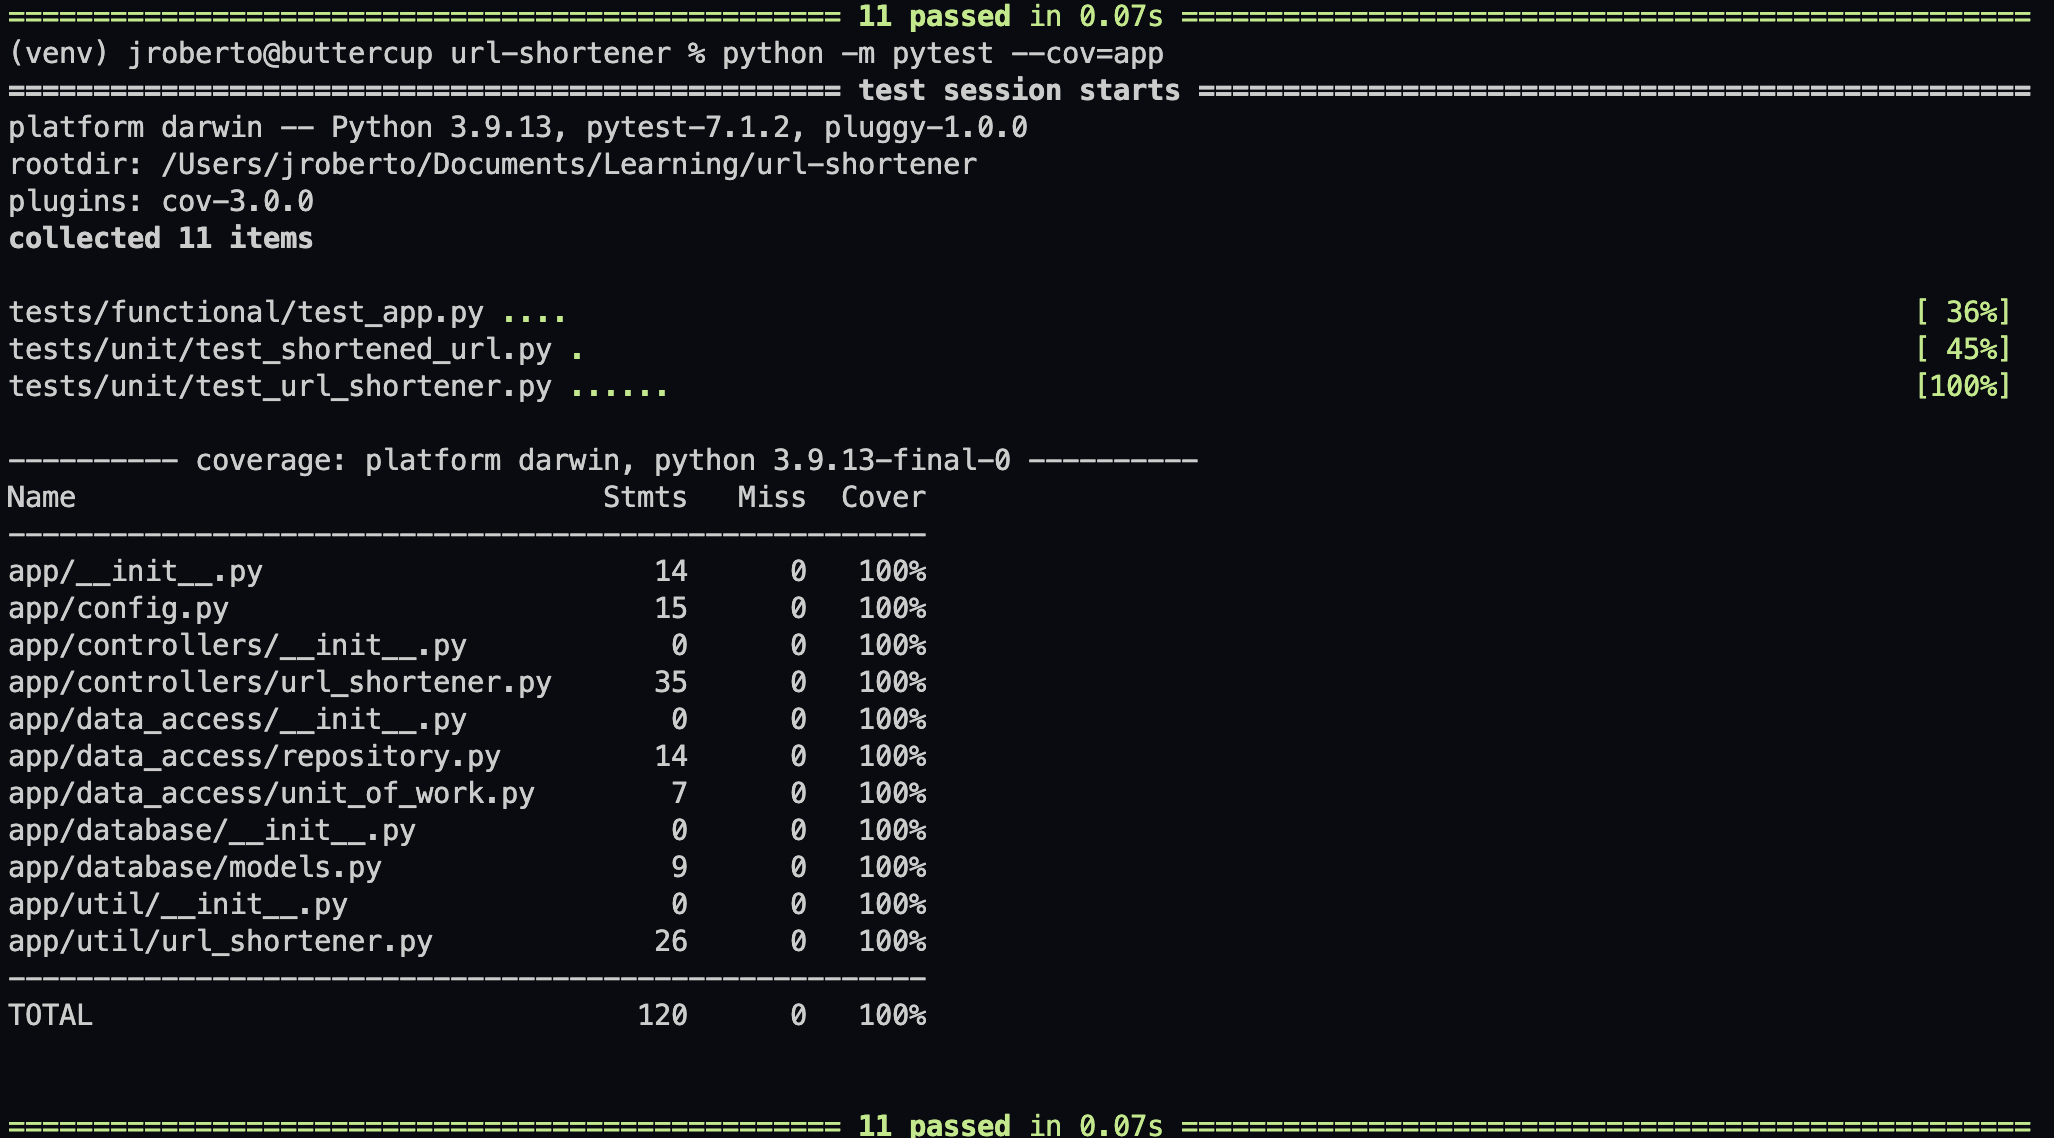 ================================================= 11 passed in 0.07s ==================================================
(venv) jroberto@buttercup url-shortener % python -m pytest --cov=app
================================================= test session starts =================================================
platform darwin -- Python 3.9.13, pytest-7.1.2, pluggy-1.0.0
rootdir: /Users/jroberto/Documents/Learning/url-shortener
plugins: cov-3.0.0
collected 11 items
tests/functional/test_app.py .... [ 36%]
tests/unit/test_shortened_url.py . [ 45%]
tests/unit/test_url_shortener.py ...... [100%]
---------- coverage: platform darwin, python 3.9.13-final-0 ----------
Name Stmts Miss Cover
------------------------------------------------------
app/__init__.py 14 0 100%
app/config.py 15 0 100%
app/controllers/__init__.py 0 0 100%
app/controllers/url_shortener.py 35 0 100%
app/data_access/__init__.py 0 0 100%
app/data_access/repository.py 14 0 100%
app/data_access/unit_of_work.py 7 0 100%
app/database/__init__.py 0 0 100%
app/database/models.py 9 0 100%
app/util/__init__.py 0 0 100%
app/util/url_shortener.py 26 0 100%
------------------------------------------------------
TOTAL 120 0 100%
================================================= 11 passed in 0.07s ==================================================